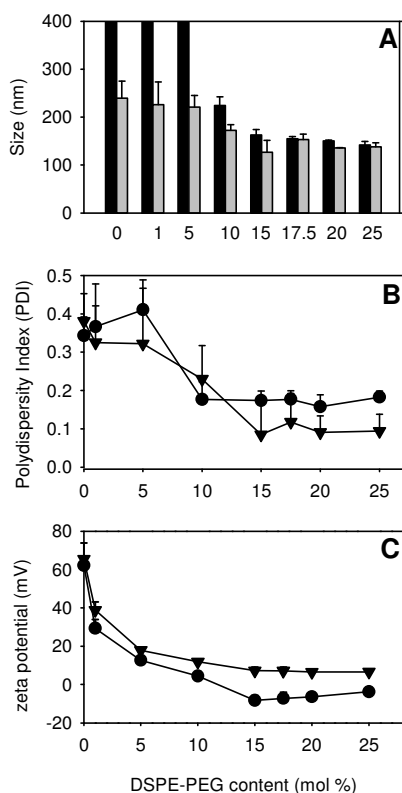 A
Size (nm)
400
300
200
100
0
0 1 5 10 15 17.5 20 25
B
Polydispersity Index (PDI)
0.5
0.4
0.3
0.2
0.1
0.0
0 5 10 15 20 25
C
zeta potential (mV)
80
60
40
20
0
-20
0 5 10 15 20 25
DSPE-PEG content (mol %)